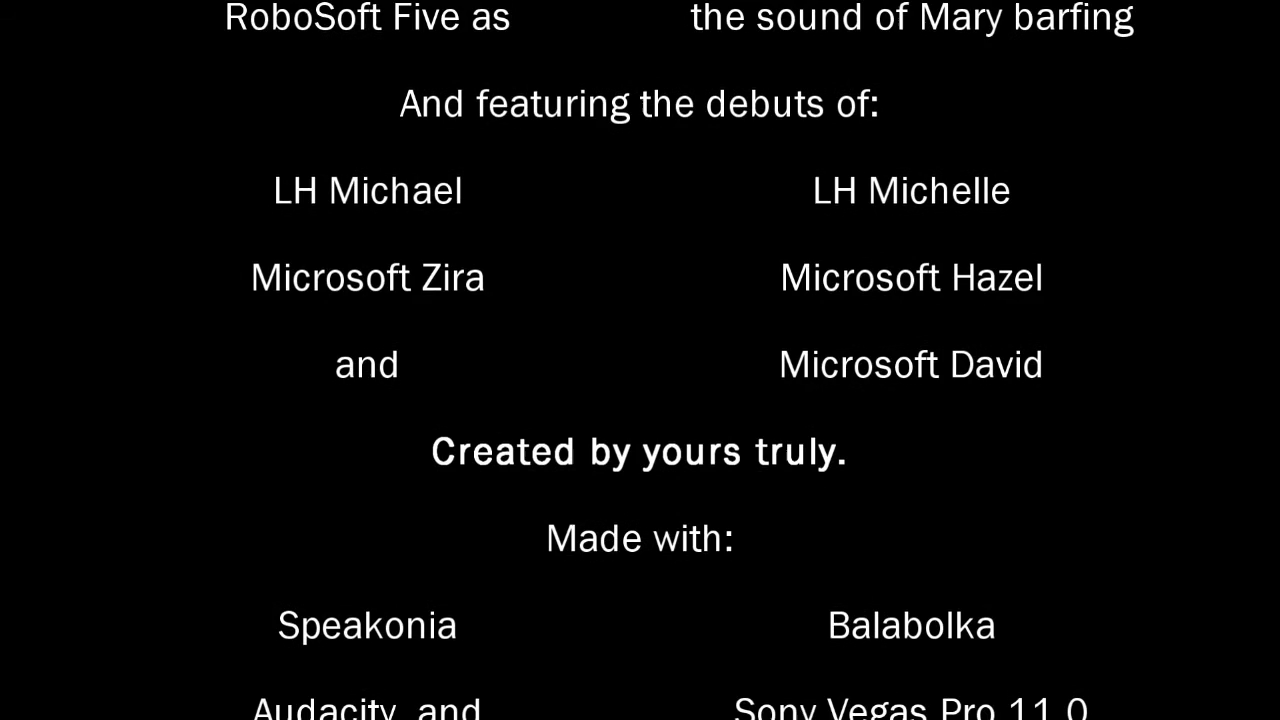 RoboSoft Five as the sound of Mary barfing
And featuring the debuts of:
LH Michael LH Michelle
Microsoft Zira Microsoft Hazel
and Microsoft David
Created by yours truly.
Made with:
Speakonia Balabolka
Audacity, and Sony Vegas Pro 11.0